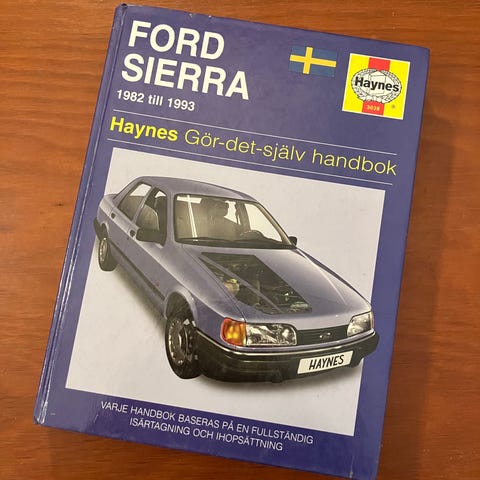 FORD
SIERRA
1982 till 1993
Haynes
3038
®
Haynes Gör-det-själv handbok
HAYNES
VARJE HANDBOK BASERAS PÅ EN FULLSTÄNDIG
ISÄRTAGNING OCH IHOPSÄTTNING